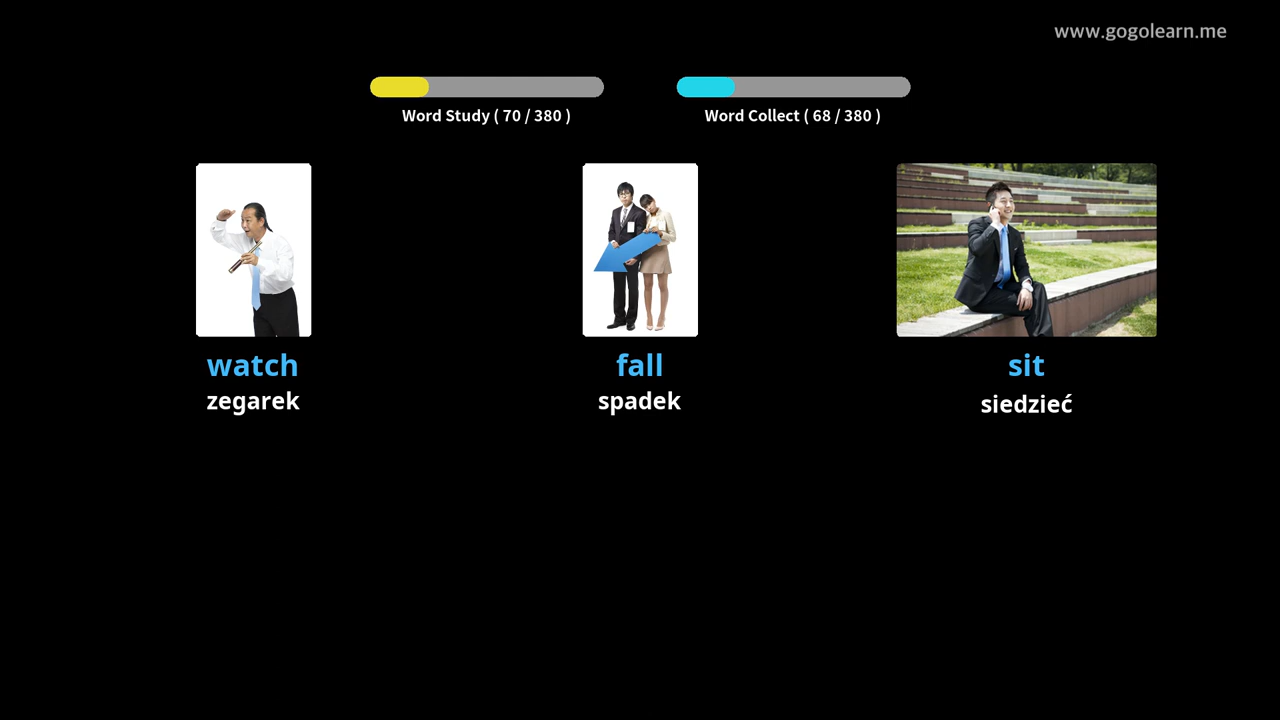 www.gogolearn.me
Word Study ( 70 / 380 )
Word Collect ( 68 / 380 )
watch
zegarek
fall
spadek
sit
siedzieć